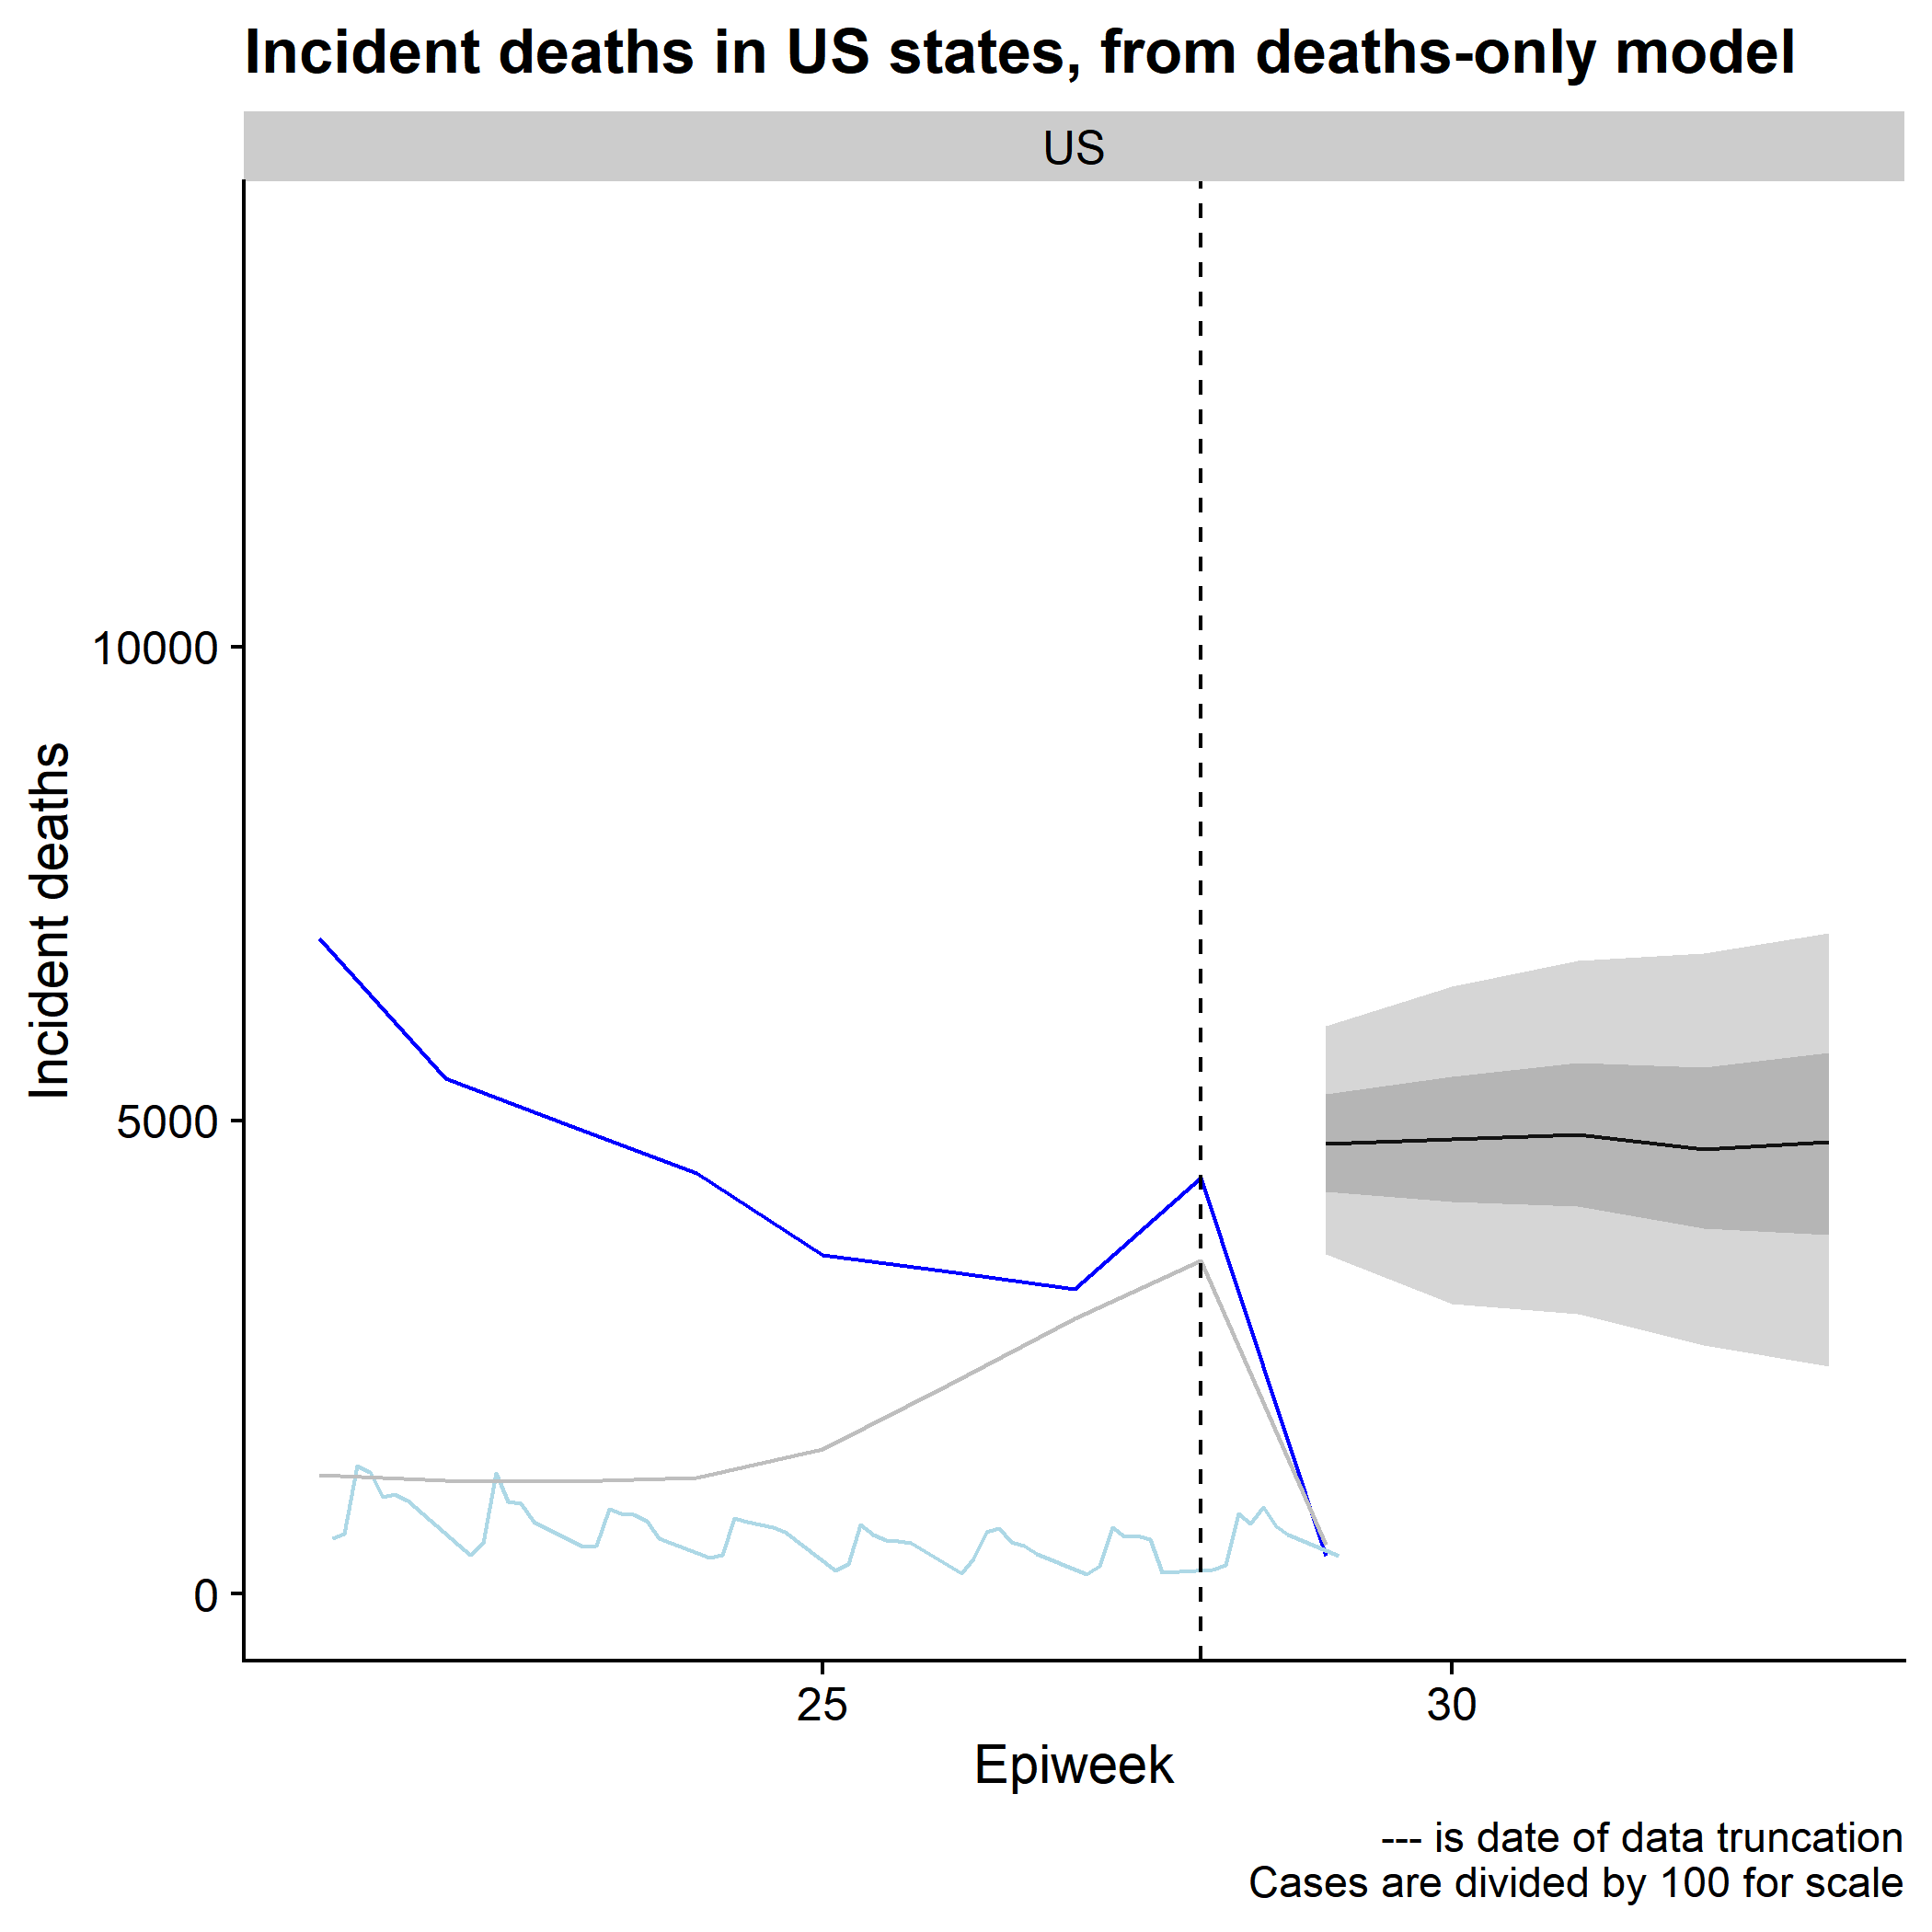 Incident deaths in US states, from deaths-only model
US
10000
5000
0
Incident deaths
25
30
Epiweek
--- is date of data truncation
Cases are divided by 100 for scale